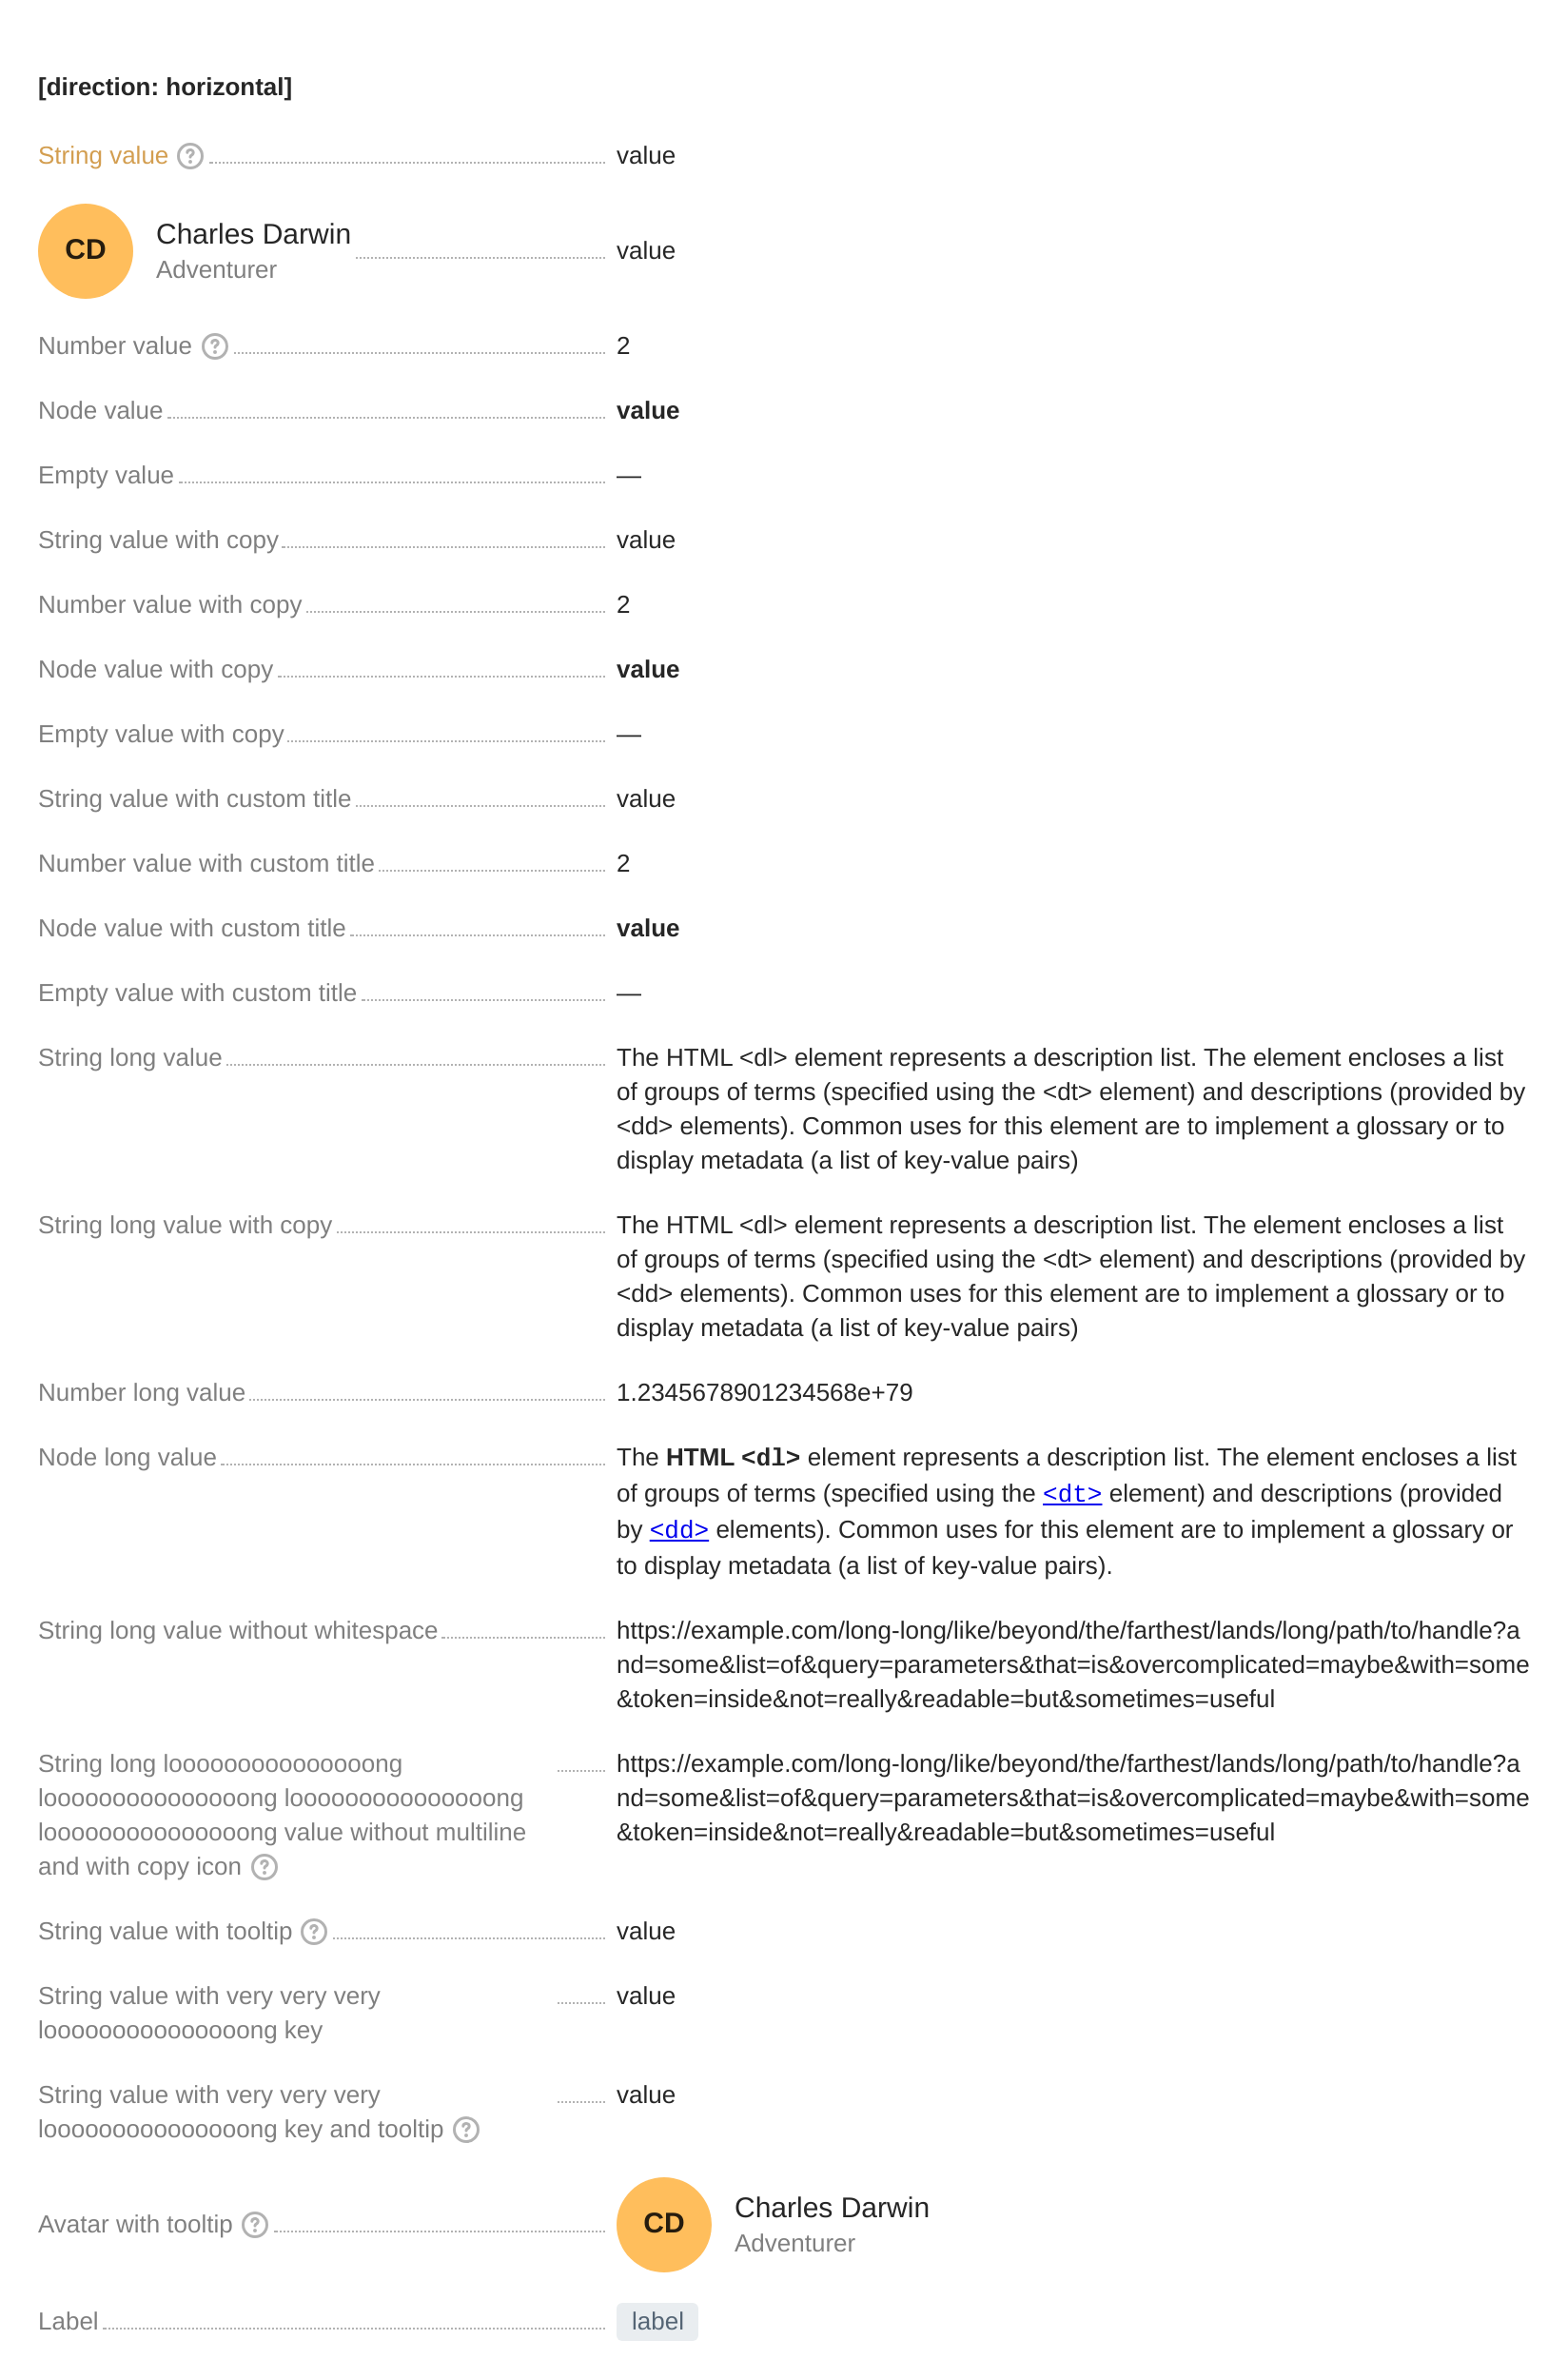 [direction: horizontal]
String value value
CD Charles Darwin
Adventurer
value
Number value 2
Node value value
Empty value —
String value with copy value
Number value with copy 2
Node value with copy value
Empty value with copy —
String value with custom title value
Number value with custom title 2
Node value with custom title value
Empty value with custom title —
String long value The HTML <dl> element represents a description list. The element encloses a list
of groups of terms (specified using the <dt> element) and descriptions (provided by
<dd> elements). Common uses for this element are to implement a glossary or to
display metadata (a list of key-value pairs)
String long value with copy The HTML <dl> element represents a description list. The element encloses a list
of groups of terms (specified using the <dt> element) and descriptions (provided by
<dd> elements). Common uses for this element are to implement a glossary or to
display metadata (a list of key-value pairs)
Number long value 1.2345678901234568e+79
Node long value The HTML <dl> element represents a description list. The element encloses a list
of groups of terms (specified using the <dt> element) and descriptions (provided
by <dd> elements). Common uses for this element are to implement a glossary or
to display metadata (a list of key-value pairs).
String long value without whitespace https://example.com/long-long/like/beyond/the/farthest/lands/long/path/to/handle?a
nd=some&list=of&query=parameters&that=is&overcomplicated=maybe&with=some
&token=inside&not=really&readable=but&sometimes=useful
String long looooooooooooooong
looooooooooooooong looooooooooooooong
looooooooooooooong value without multiline
and with copy icon
https://example.com/long-long/like/beyond/the/farthest/lands/long/path/to/handle?a
nd=some&list=of&query=parameters&that=is&overcomplicated=maybe&with=some
&token=inside&not=really&readable=but&sometimes=useful
String value with tooltip value
String value with very very very
looooooooooooooong key
value
String value with very very very
looooooooooooooong key and tooltip
value
Avatar with tooltip CD Charles Darwin
Adventurer
Label label